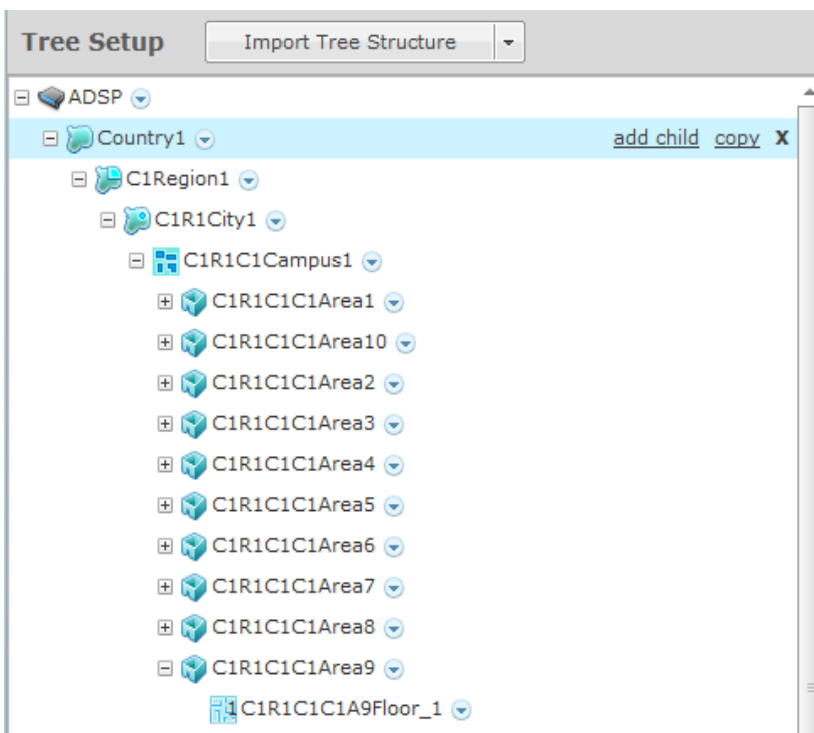 Tree Setup Import Tree Structure
ADSP
Country1 add child copy X
C1Region1
C1R1City1
C1R1C1Campus1
C1R1C1C1Area1
C1R1C1C1Area10
C1R1C1C1Area2
C1R1C1C1Area3
C1R1C1C1Area4
C1R1C1C1Area5
C1R1C1C1Area6
C1R1C1C1Area7
C1R1C1C1Area8
C1R1C1C1Area9
1 C1R1C1C1A9Floor_1